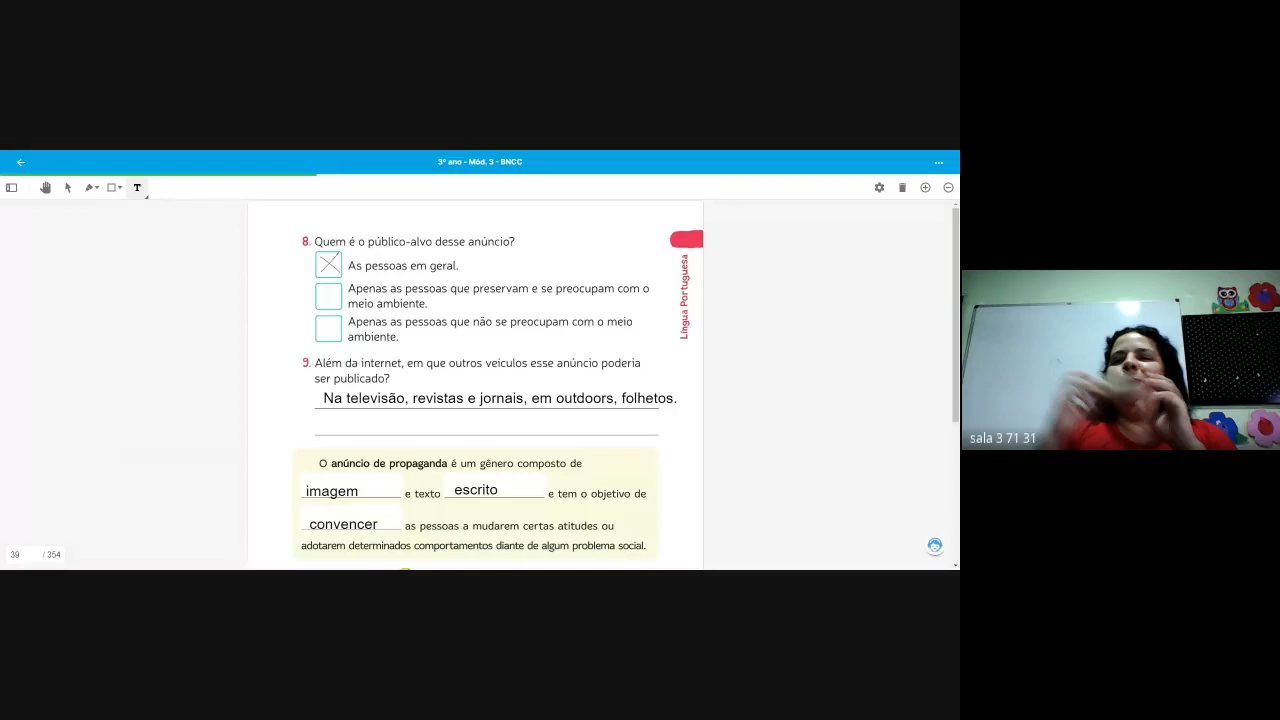 3º ano - Mód. 3 - BNCC
T
8. Quem é o público-alvo desse anúncio?
As pessoas em geral.
Apenas as pessoas que preservam e se preocupam com o
meio ambiente.
Apenas as pessoas que não se preocupam com o meio
ambiente.
Língua Portuguesa
9. Além da internet, em que outros veículos esse anúncio poderia
ser publicado?
Na televisão, revistas e jornais, em outdoors, folhetos.
O anúncio de propaganda é um gênero composto de
imagem e texto escrito e tem o objetivo de
convencer as pessoas a mudarem certas atitudes ou
adotarem determinados comportamentos diante de algum problema social.
39 / 354
sala 3 71 31